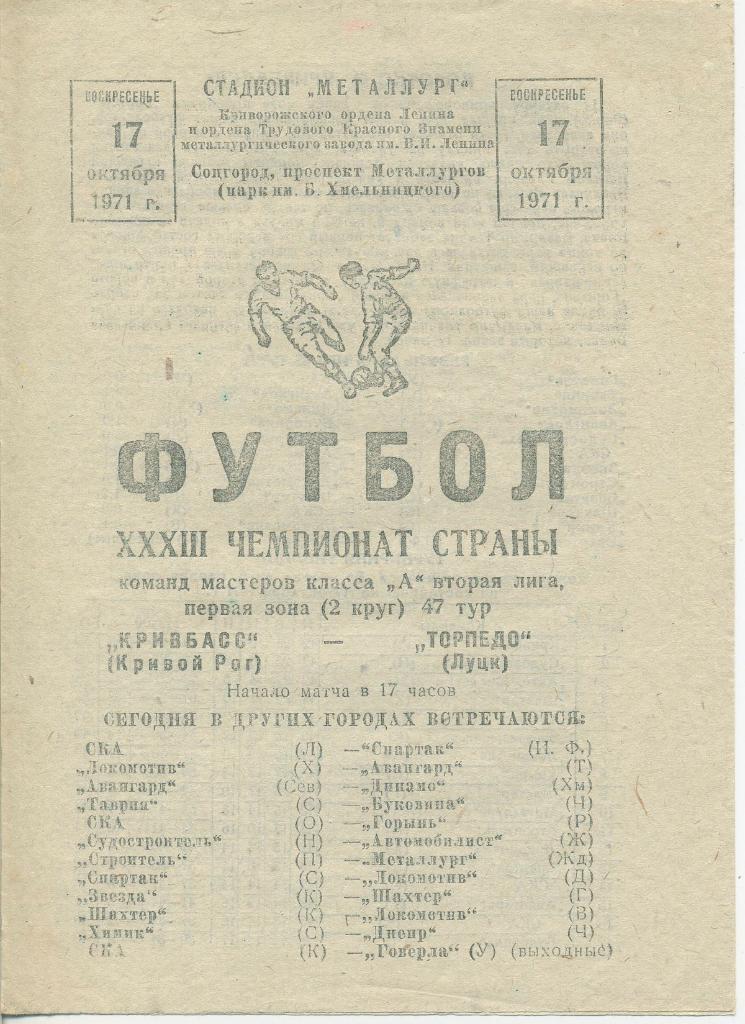 СТАДИОН „МЕТАЛЛУРГ“
Криворожского ордена Ленина
и ордена Трудового Красного Знамени
металлургического завода им. В.И. Ленина
Соцгород, проспект Металлургов
(парк им. Б. Хмельницкого)
ВОСКРЕСЕНЬЕ
17
октября
1971 г.
ВОСКРЕСЕНЬЕ
17
октября
1971 г.
ФУТБОЛ
XXXIII ЧЕМПИОНАТ СТРАНЫ
команд мастеров класса „А“ вторая лига,
первая зона (2 круг) 47 тур
„КРИВБАСС“ — „ТОРПЕДО“
(Кривой Рог) (Луцк)
Начало матча в 17 часов
СЕГОДНЯ В ДРУГИХ ГОРОДАХ ВСТРЕЧАЮТСЯ:
СКА (Л) —“Спартак“ (И. Ф.)
„Локомотив“ (Х) —„Авангард“ (Т)
„Авангард“ (Сев) —„Динамо“ (Хм)
„Таврия“ (С) —„Буковина“ (Ч)
СКА (О) —„Горынь“ (Р)
„Судостроитель“ (Н) —„Автомобилист“ (Ж)
„Строитель“ (П) —„Металлург“ (Жд)
„Спартак“ (С) —„Локомотив“ (Д)
„Звезда“ (К) —„Шахтер“ (Г)
„Шахтер“ (К) —„Локомотив“ (В)
„Химик“ (С) —„Днепр“ (Ч)
СКА (К) —„Говерла“ (У) (выходные)